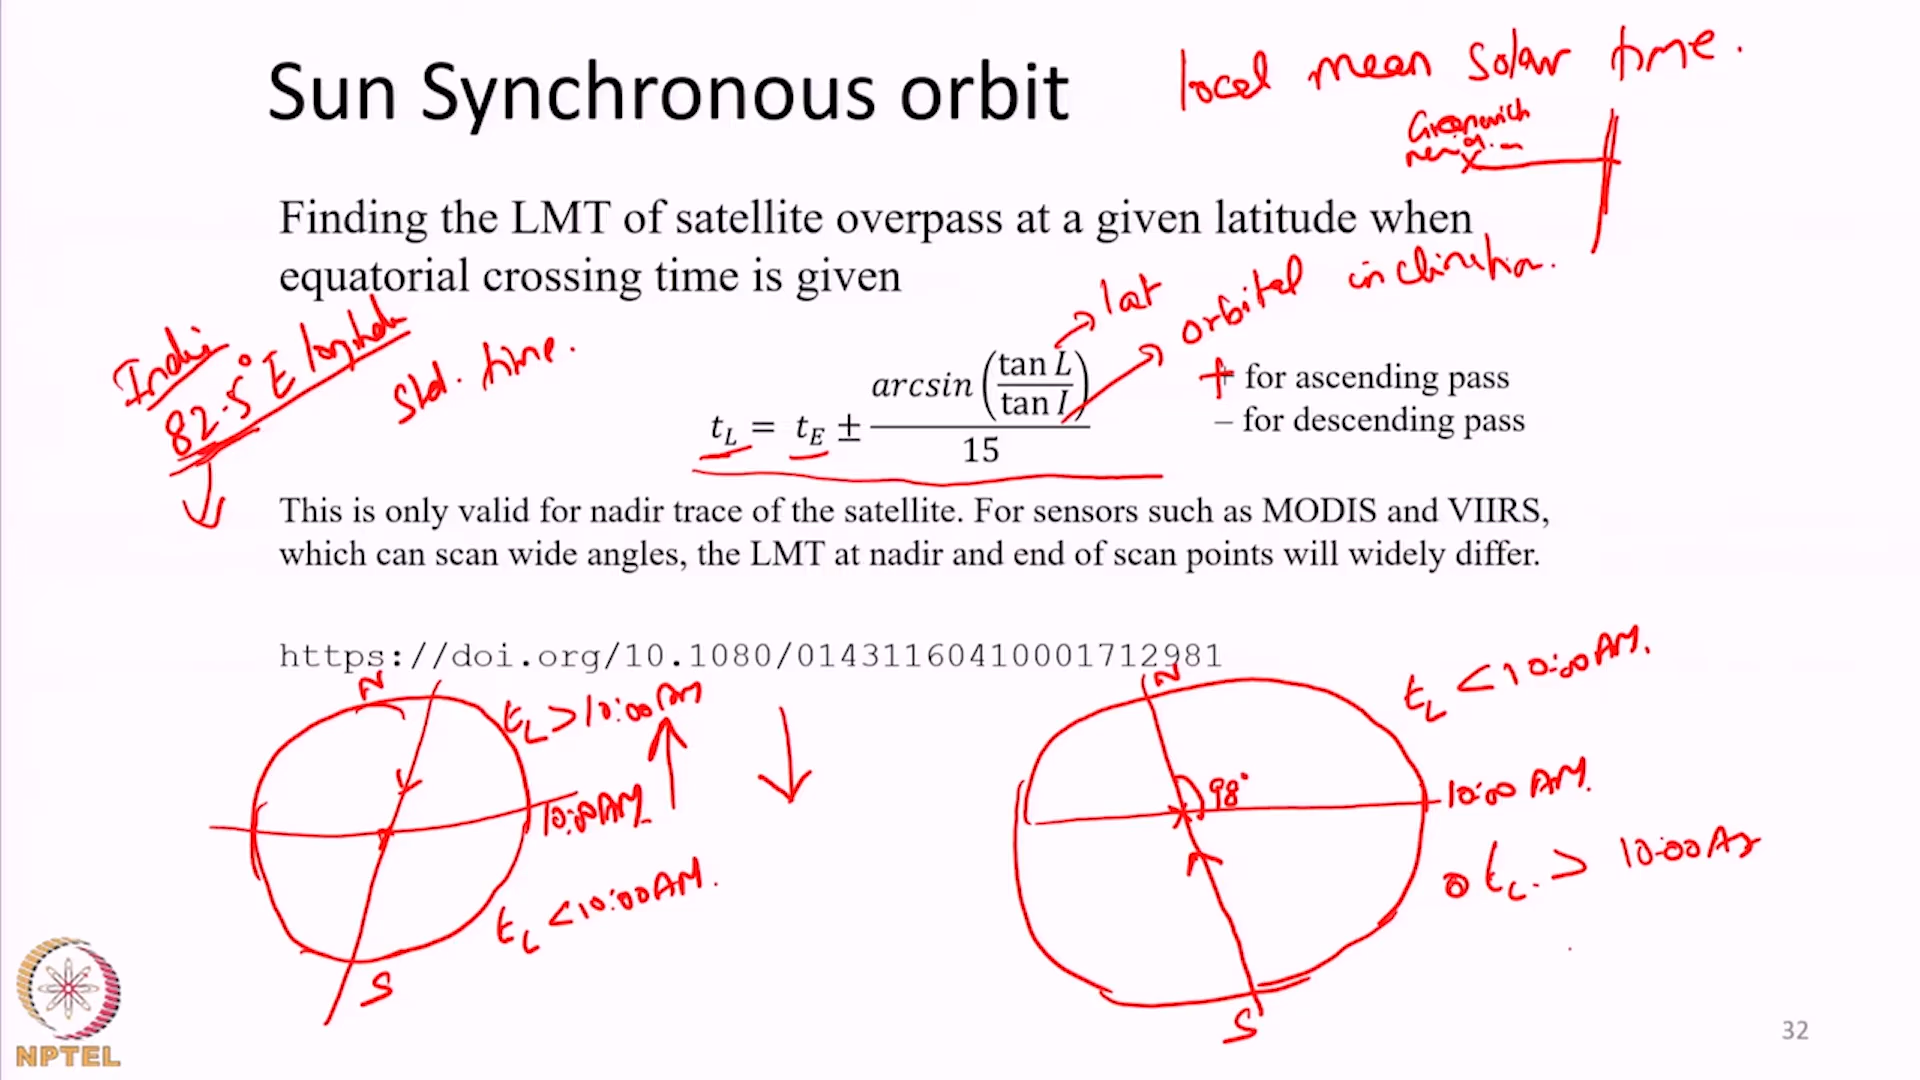 Sun Synchronous orbit
local mean solar time.
Greenwich
Finding the LMT of satellite overpass at a given latitude when
equatorial crossing time is given
lat
orbital inclination.
India
82.5° E longitude
Std. time.
t_L = t_E ± arcsin (tan L / tan I) / 15
+ for ascending pass
– for descending pass
This is only valid for nadir trace of the satellite. For sensors such as MODIS and VIIRS,
which can scan wide angles, the LMT at nadir and end of scan points will widely differ.
https://doi.org/10.1080/01431160410001712981
N
t_L > 10:00 AM
10:00 AM
t_L < 10:00 AM.
S
N
t_L < 10:00 AM.
98°
10:00 AM.
t_L. > 10:00 AM
S
NPTEL
32